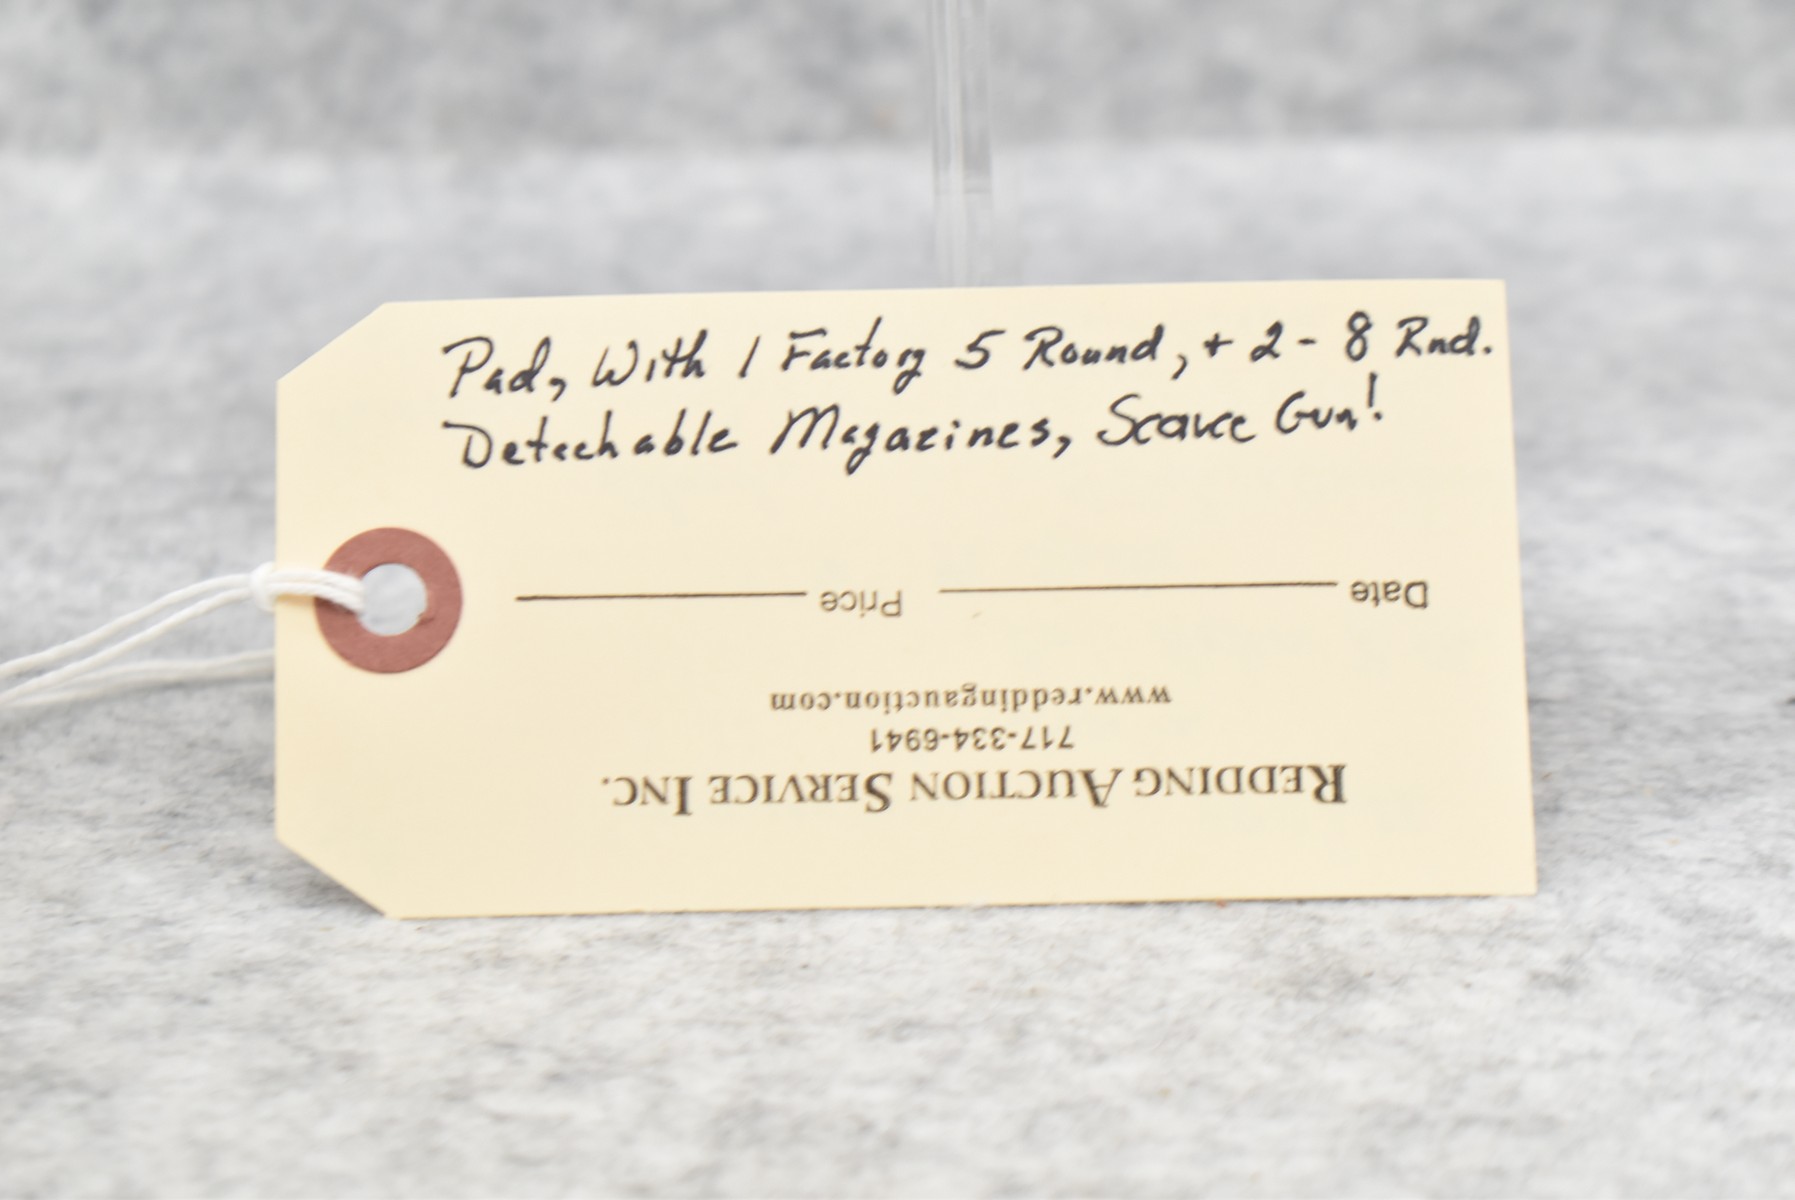 Pad, With 1 Factory 5 Round, + 2 - 8 Rnd.
Detachable Magazines, Scarce Gun!
REDDING AUCTION SERVICE INC.
717-334-6941
www.reddingauction.com
Date Price